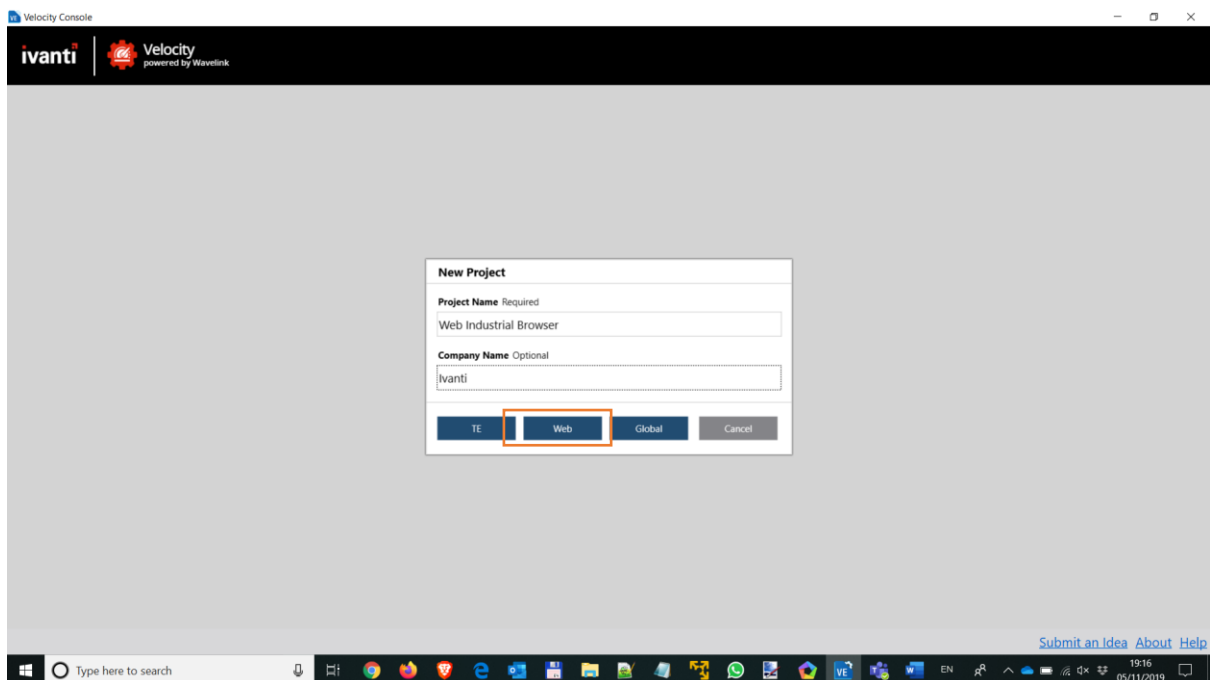 VE Velocity Console
ivanti Velocity
powered by Wavelink
New Project
Project Name Required
Web Industrial Browser
Company Name Optional
Ivanti
TE Web Global Cancel
Submit an Idea About Help
Type here to search
VE
EN
19:16
05/11/2019